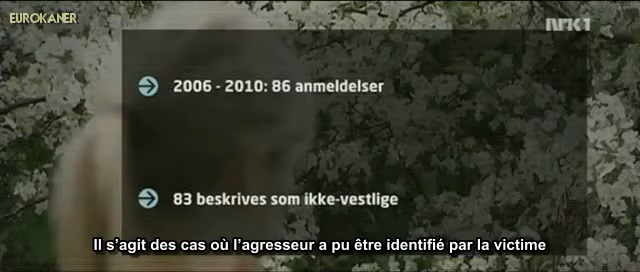 EUROKANER
NRK1
2006 - 2010: 86 anmeldelser
83 beskrives som ikke-vestlige
Il s'agit des cas où l'agresseur a pu être identifié par la victime